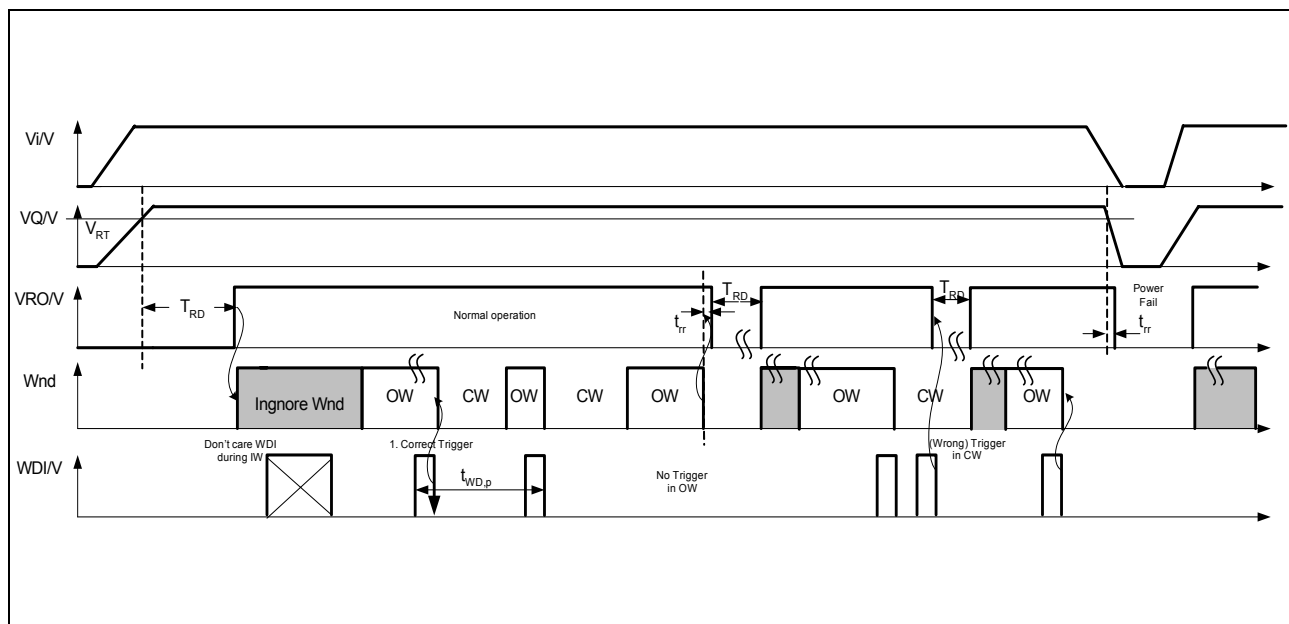 Vi/V
VQ/V
V_RT
VRO/V
T_RD
Normal operation
t_rr
T_RD
T_RD
Power
Fail
t_rr
Wnd
Ingnore Wnd
OW
CW
OW
CW
OW
OW
CW
OW
Don't care WDI
during IW
1. Correct Trigger
(Wrong) Trigger
in CW
WDI/V
t_WD,p
No Trigger
in OW